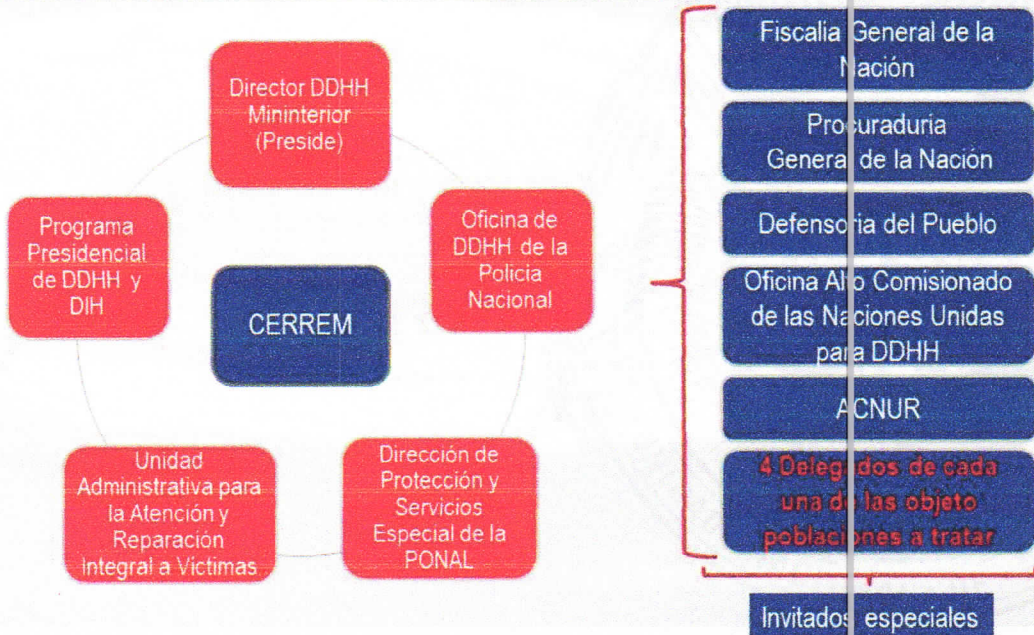 Director DDHH
Mininterior
(Preside)
Oficina de
DDHH de la
Policia
Nacional
Dirección de
Protección y
Servicios
Especial de la
PONAL
Unidad
Administrativa para
la Atención y
Reparación
Integral a Víctimas
Programa
Presidencial
de DDHH y
DIH
CERREM
Fiscalia General de la
Nación
Procuraduria
General de la Nación
Defensoria del Pueblo
Oficina Alto Comisionado
de las Naciones Unidas
para DDHH
ACNUR
4 Delegados de cada
una de las objeto
poblaciones a tratar
Invitados especiales